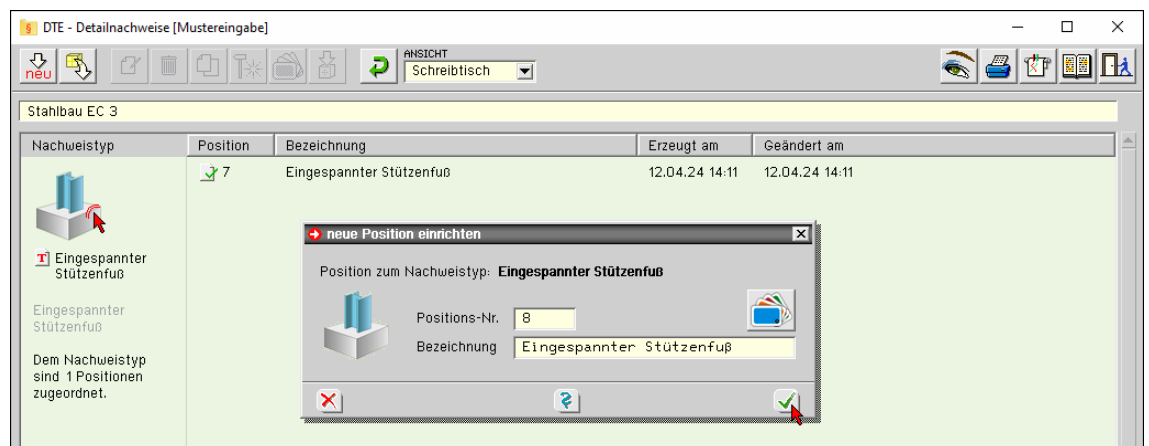 DTE - Detailnachweise [Mustereingabe]
neu
ANSICHT
Schreibtisch
Stahlbau EC 3
Nachweistyp Position Bezeichnung Erzeugt am Geändert am
7 Eingespannter Stützenfuß 12.04.24 14:11 12.04.24 14:11
T Eingespannter
Stützenfuß
Eingespannter
Stützenfuß
Dem Nachweistyp
sind 1 Positionen
zugeordnet.
neue Position einrichten
Position zum Nachweistyp: Eingespannter Stützenfuß
Positions-Nr. 8
Bezeichnung Eingespannter Stützenfuß